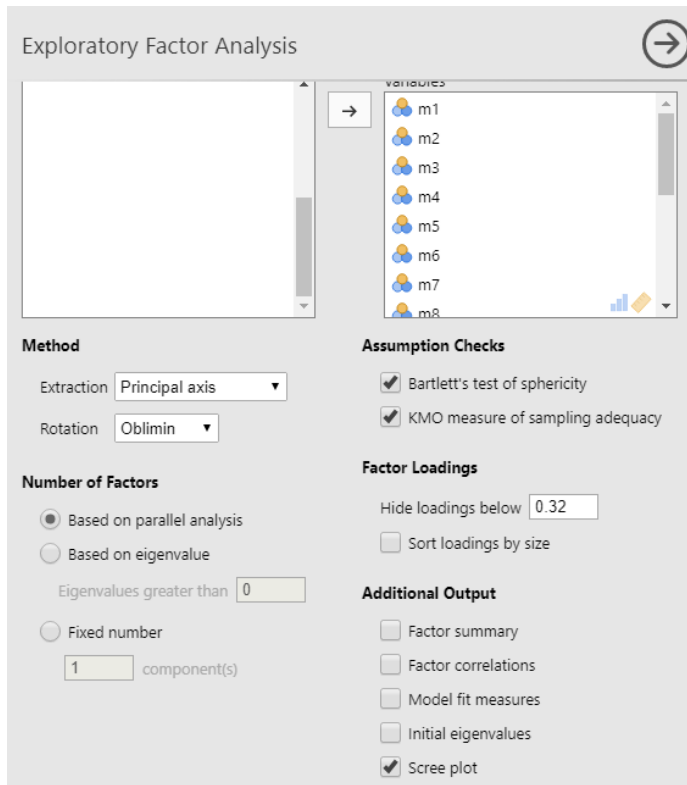 Exploratory Factor Analysis
Variables
m1
m2
m3
m4
m5
m6
m7
m8
Method
Extraction Principal axis
Rotation Oblimin
Number of Factors
Based on parallel analysis
Based on eigenvalue
Eigenvalues greater than 0
Fixed number
1 component(s)
Assumption Checks
Bartlett's test of sphericity
KMO measure of sampling adequacy
Factor Loadings
Hide loadings below 0.32
Sort loadings by size
Additional Output
Factor summary
Factor correlations
Model fit measures
Initial eigenvalues
Scree plot